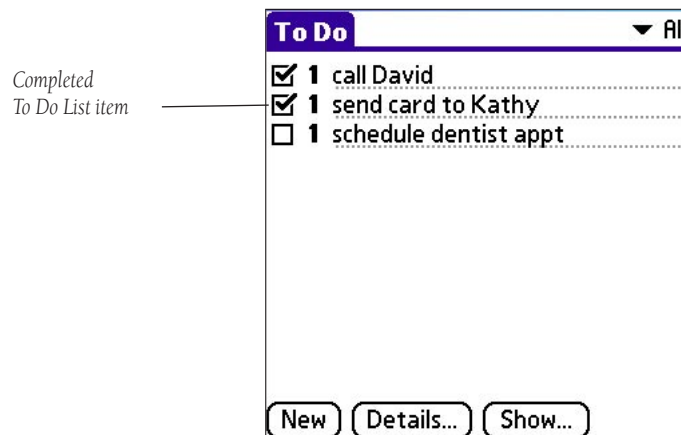 To Do
Al
Completed
To Do List item
1 call David
1 send card to Kathy
1 schedule dentist appt
New Details... Show...